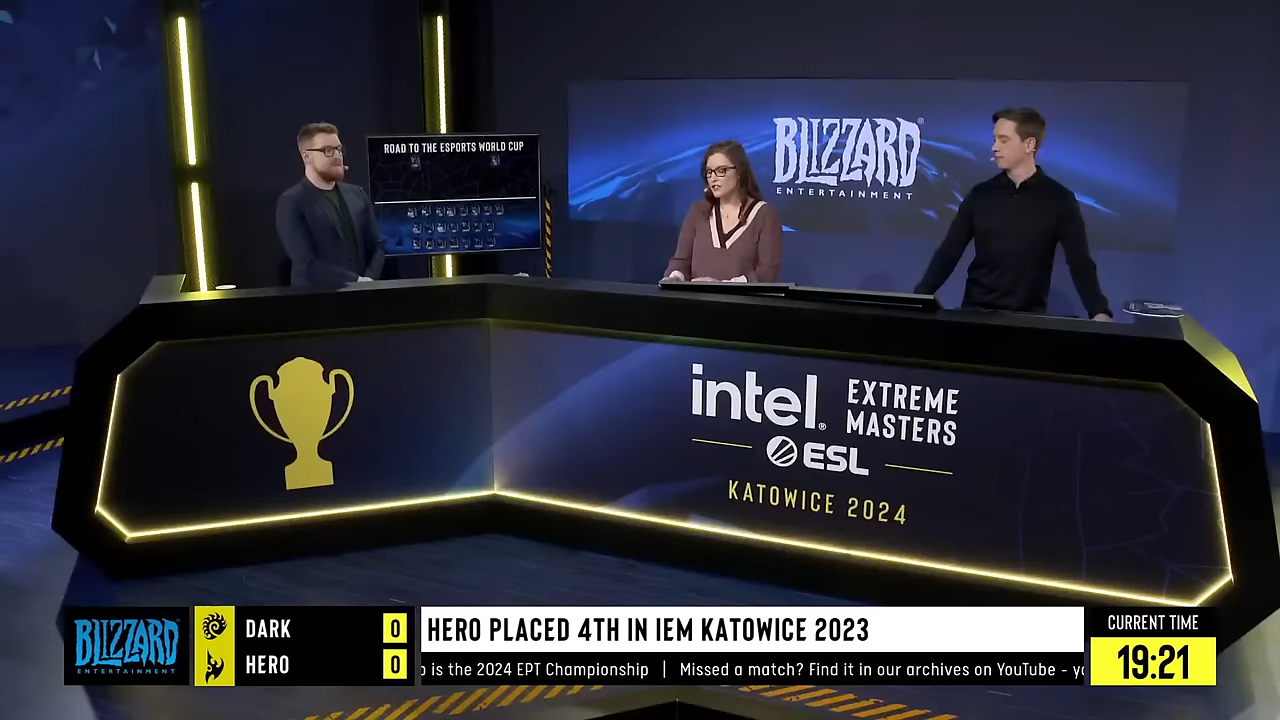 ROAD TO THE ESPORTS WORLD CUP
BLIZZARD
ENTERTAINMENT
intel EXTREME
MASTERS
ESL
KATOWICE 2024
BLIZZARD
ENTERTAINMENT
DARK 0
HERO 0
HERO PLACED 4TH IN IEM KATOWICE 2023
is the 2024 EPT Championship | Missed a match? Find it in our archives on YouTube -
CURRENT TIME
19:21